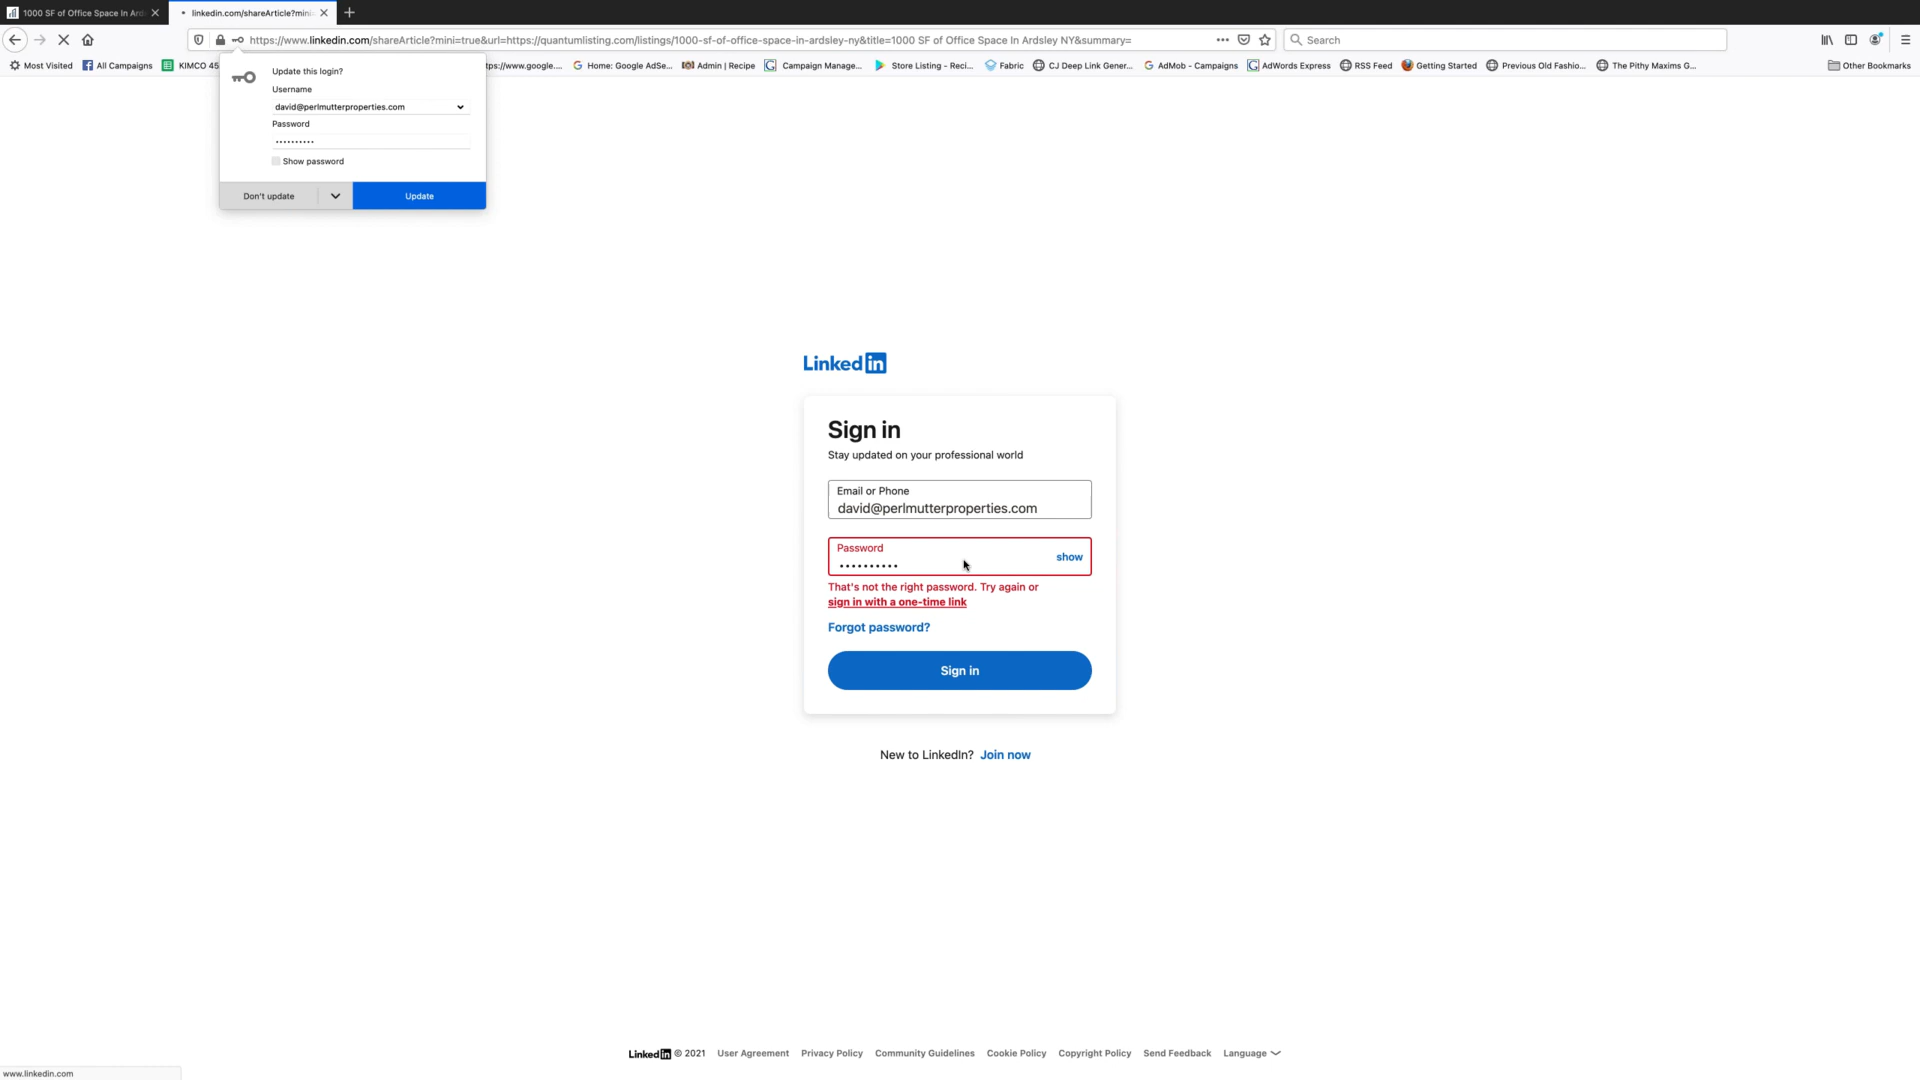 1000 SF of Office Space In Ard
linkedin.com/shareArticle?mini
https://www.linkedin.com/shareArticle?mini=true&url=https://quantumlisting.com/listings/1000-sf-of-office-space-in-ardsley-ny&title=1000 SF of Office Space In Ardsley NY&summary=
Search
Most Visited
All Campaigns
KIMCO 45
ps://www.google....
Home: Google AdSe...
Admin | Recipe
Campaign Manage...
Store Listing - Reci...
Fabric
CJ Deep Link Gener...
AdMob - Campaigns
AdWords Express
RSS Feed
Getting Started
Previous Old Fashio...
The Pithy Maxims G...
Other Bookmarks
Update this login?
Username
david@perlmutterproperties.com
Password
••••••••••
Show password
Don't update
Update
Linked in
Sign in
Stay updated on your professional world
Email or Phone
david@perlmutterproperties.com
Password
••••••••••
show
That's not the right password. Try again or
sign in with a one-time link
Forgot password?
Sign in
New to LinkedIn? Join now
Linked in © 2021 User Agreement Privacy Policy Community Guidelines Cookie Policy Copyright Policy Send Feedback Language
www.linkedin.com